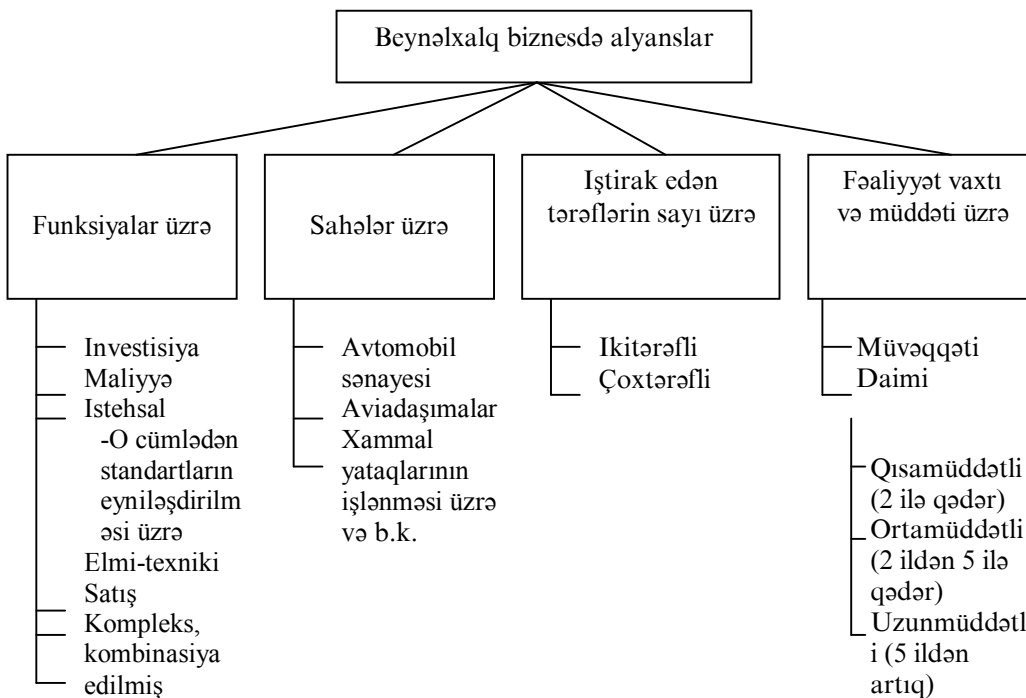 Beynəlxalq biznesdə alyanslar
Funksiyalar üzrə
Sahələr üzrə
Iştirak edən
tərəflərin sayı üzrə
Fəaliyyət vaxtı
və müddəti üzrə
Investisiya
Maliyyə
Istehsal
-O cümlədən
standartların
eyniləşdirilm
əsi üzrə
Elmi-texniki
Satış
Kompleks,
kombinasiya
edilmiş
Avtomobil
sənayesi
Aviadaşımalar
Xammal
yataqlarının
işlənməsi üzrə
və b.k.
Ikitərəfli
Çoxtərəfli
Müvəqqəti
Daimi
Qısamüddətli
(2 ilə qədər)
Ortamüddətli
(2 ildən 5 ilə
qədər)
Uzunmüddətl
i (5 ildən
artıq)